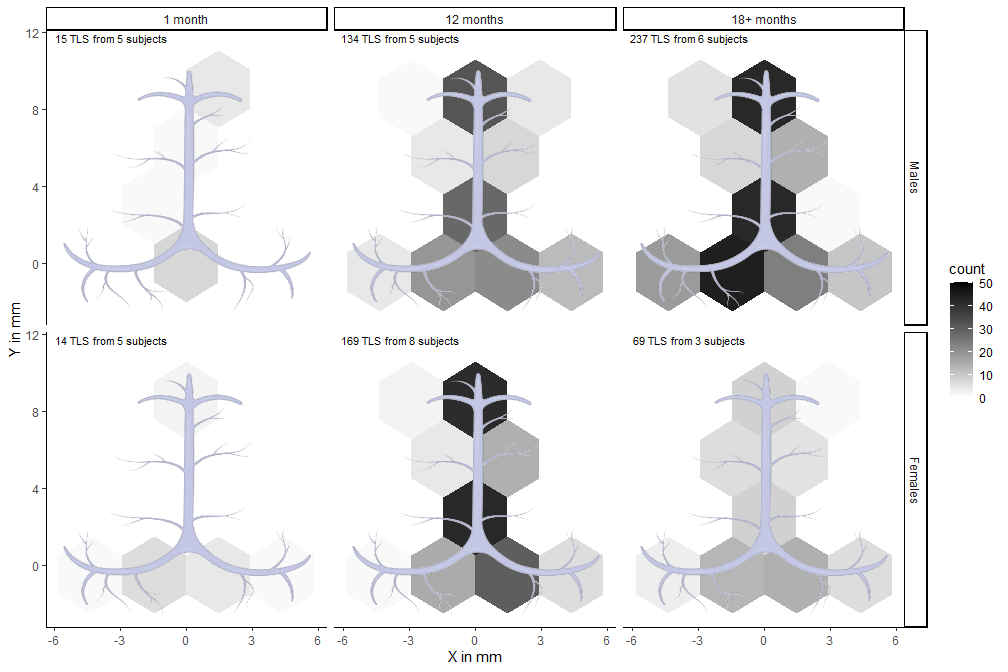 1 month
12 months
18+ months
12
8
4
0
15 TLS from 5 subjects
134 TLS from 5 subjects
237 TLS from 6 subjects
Males
Y in mm
12
8
4
0
14 TLS from 5 subjects
169 TLS from 8 subjects
69 TLS from 3 subjects
Females
-6 -3 0 3 6
-6 -3 0 3 6
-6 -3 0 3 6
X in mm
count
50
40
30
20
10
0